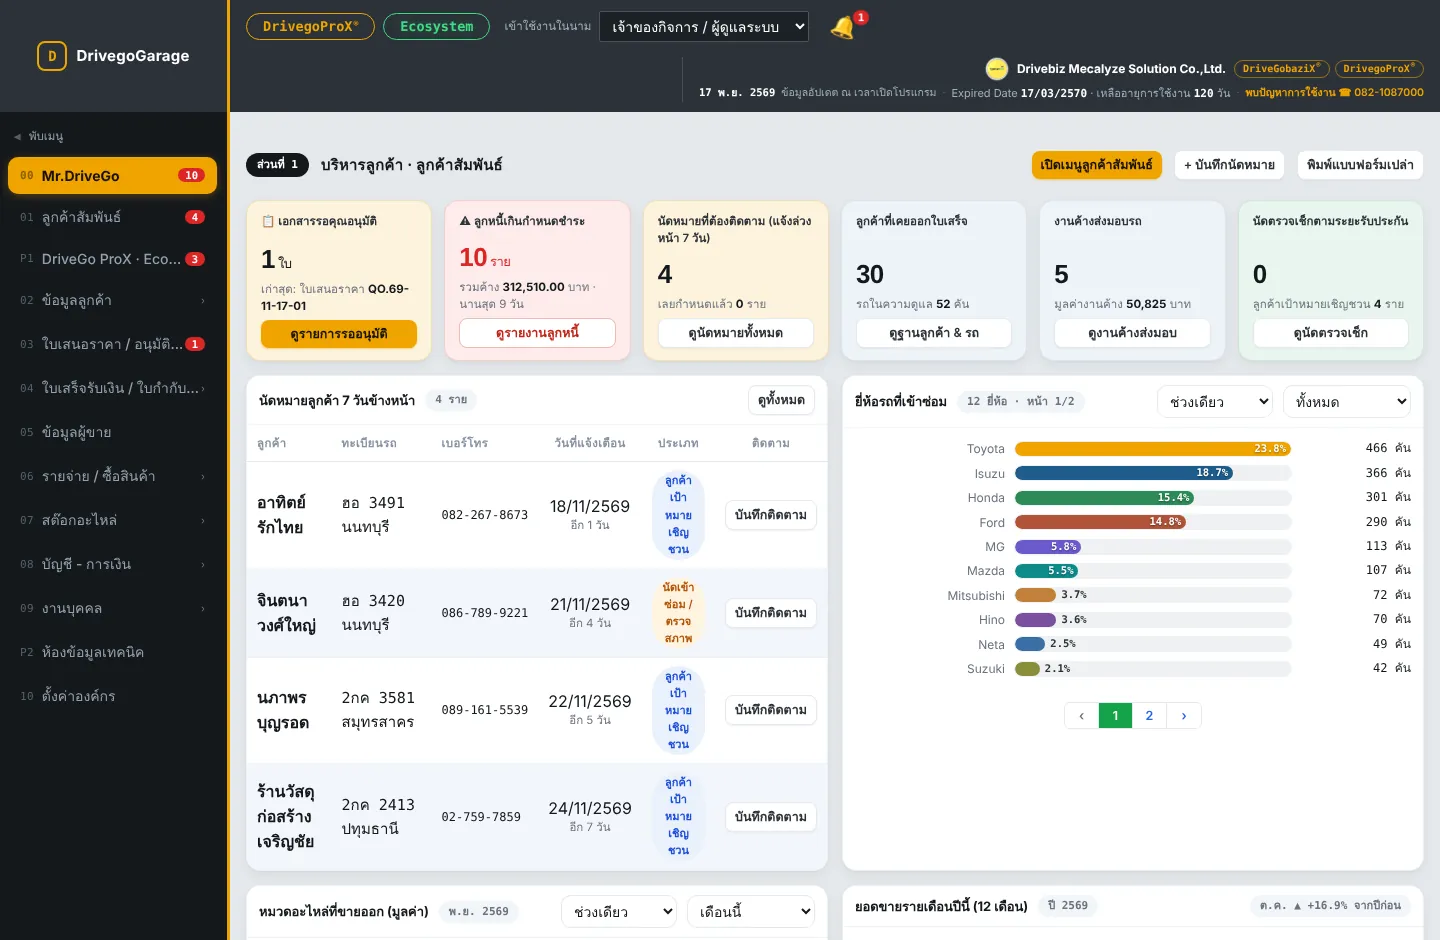 D DrivegoGarage
DrivegoProX® Ecosystem เข้าใช้งานในนาม เจ้าของกิจการ / ผู้ดูแลระบบ 1
Drivebiz Mecalyze Solution Co.,Ltd. DriveGobaziX® DrivegoProX®
17 พ.ย. 2569 ข้อมูลอัปเดต ณ เวลาเปิดโปรแกรม · Expired Date 17/03/2570 · เหลืออายุการใช้งาน 120 วัน · พบปัญหาการใช้งาน ☎ 082-1087000
◀ พับเมนู
00 Mr.DriveGo 10
01 ลูกค้าสัมพันธ์ 4
P1 DriveGo ProX · Eco... 3
02 ข้อมูลลูกค้า ›
03 ใบเสนอราคา / อนุมัติ... 1
04 ใบเสร็จรับเงิน / ใบกำกับ... ›
05 ข้อมูลผู้ขาย
06 รายจ่าย / ซื้อสินค้า ›
07 สต๊อกอะไหล่ ›
08 บัญชี - การเงิน ›
09 งานบุคคล ›
P2 ห้องข้อมูลเทคนิค
10 ตั้งค่าองค์กร
ส่วนที่ 1 บริหารลูกค้า · ลูกค้าสัมพันธ์ เปิดเมนูลูกค้าสัมพันธ์ + บันทึกนัดหมาย พิมพ์แบบฟอร์มเปล่า
📋 เอกสารรอคุณอนุมัติ
1 ใบ
เก่าสุด: ใบเสนอราคา QO.69-
11-17-01
ดูรายการรออนุมัติ
⚠ ลูกหนี้เกินกำหนดชำระ
10 ราย
รวมค้าง 312,510.00 บาท ·
นานสุด 9 วัน
ดูรายงานลูกหนี้
นัดหมายที่ต้องติดตาม (แจ้งล่วง
หน้า 7 วัน)
4
เลยกำหนดแล้ว 0 ราย
ดูนัดหมายทั้งหมด
ลูกค้าที่เคยออกใบเสร็จ
30
รถในความดูแล 52 คัน
ดูฐานลูกค้า & รถ
งานค้างส่งมอบรถ
5
มูลค่างานค้าง 50,825 บาท
ดูงานค้างส่งมอบ
นัดตรวจเช็กตามระยะรับประกัน
0
ลูกค้าเป้าหมายเชิญชวน 4 ราย
ดูนัดตรวจเช็ก
นัดหมายลูกค้า 7 วันข้างหน้า 4 ราย ดูทั้งหมด
ลูกค้า ทะเบียนรถ เบอร์โทร วันที่แจ้งเตือน ประเภท ติดตาม
อาทิตย์
รักไทย
ฮอ 3491
นนทบุรี
082-267-8673
18/11/2569
อีก 1 วัน
ลูกค้า
เป้า
หมาย
เชิญ
ชวน
บันทึกติดตาม
จินตนา
วงศ์ใหญ่
ฮอ 3420
นนทบุรี
086-789-9221
21/11/2569
อีก 4 วัน
นัดเข้า
ซ่อม /
ตรวจ
สภาพ
บันทึกติดตาม
นภาพร
บุญรอด
2กค 3581
สมุทรสาคร
089-161-5539
22/11/2569
อีก 5 วัน
ลูกค้า
เป้า
หมาย
เชิญ
ชวน
บันทึกติดตาม
ร้านวัสดุ
ก่อสร้าง
เจริญชัย
2กค 2413
ปทุมธานี
02-759-7859
24/11/2569
อีก 7 วัน
ลูกค้า
เป้า
หมาย
เชิญ
ชวน
บันทึกติดตาม
ยี่ห้อรถที่เข้าซ่อม 12 ยี่ห้อ · หน้า 1/2 ช่วงเดียว ทั้งหมด
Toyota 23.8% 466 คัน
Isuzu 18.7% 366 คัน
Honda 15.4% 301 คัน
Ford 14.8% 290 คัน
MG 5.8% 113 คัน
Mazda 5.5% 107 คัน
Mitsubishi 3.7% 72 คัน
Hino 3.6% 70 คัน
Neta 2.5% 49 คัน
Suzuki 2.1% 42 คัน
‹ 1 2 ›
หมวดอะไหล่ที่ขายออก (มูลค่า) พ.ย. 2569 ช่วงเดียว เดือนนี้
ยอดขายรายเดือนปีนี้ (12 เดือน) ปี 2569 ต.ค. ▲ +16.9% จากปีก่อน